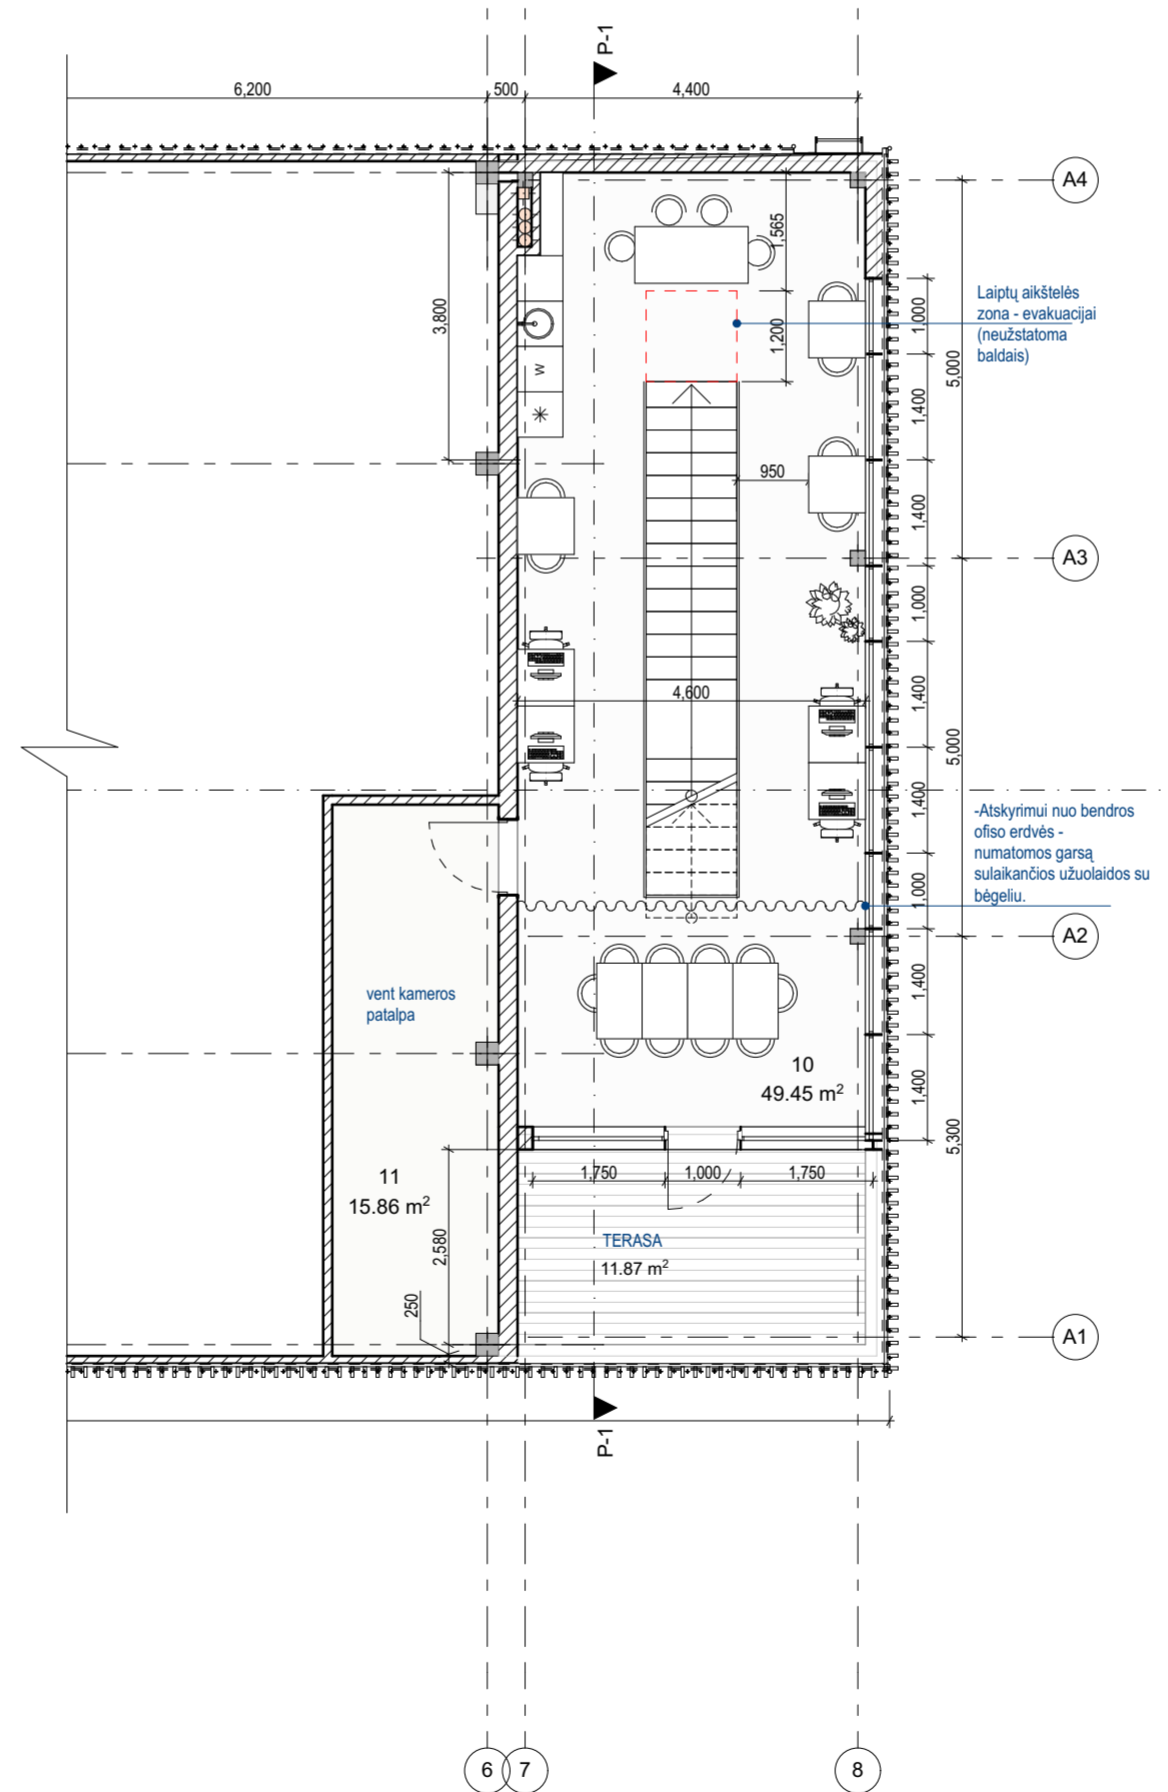 P-1
6,200
500
4,400
A4
1,565
Laiptų aikštelės
zona - evakuacijai
(neužstatoma
baldais)
3,800
1,000
1,200
5,000
W
1,400
950
1,400
A3
1,000
4,600
1,400
5,000
1,400
-Atskyrimui nuo bendros
ofiso erdvės -
numatomos garsą
sulaikančios užuolaidos su
bėgeliu.
1,000
A2
vent kameros
patalpa
1,400
10
49.45 m²
1,400
5,300
11
15.86 m²
1,750
1,000
1,750
2,580
TERASA
11.87 m²
250
A1
P-1
6
7
8